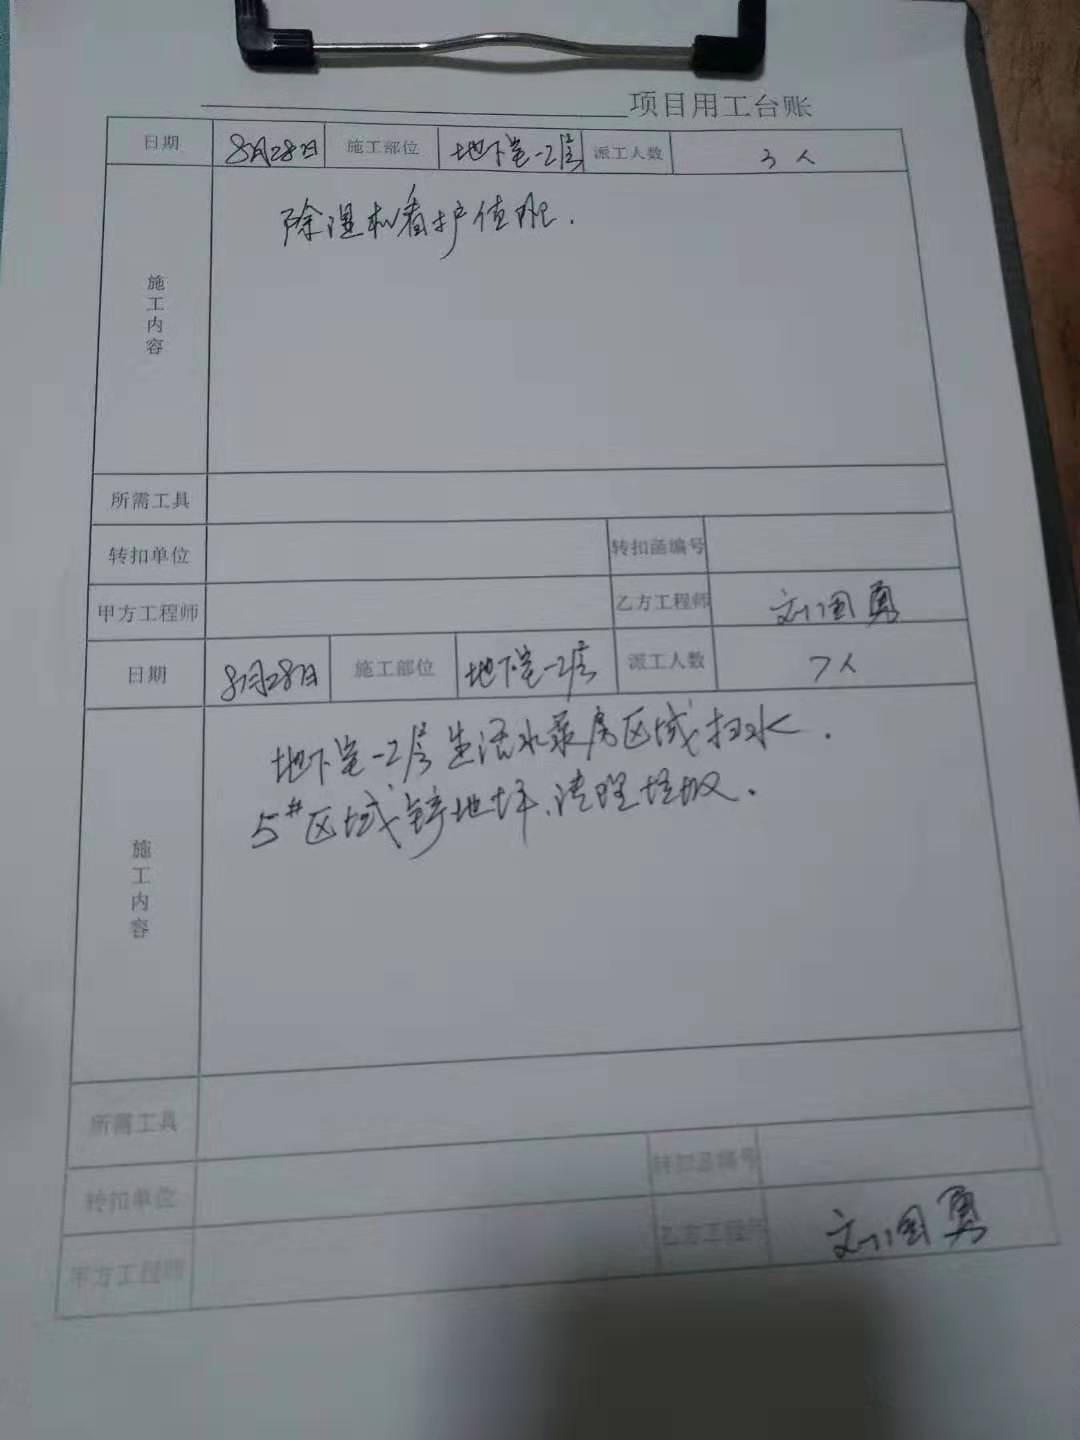 项目用工台账
日期 8月28日 施工部位 地下室-2层 派工人数 3人
施工内容 除湿机看护值班.
所需工具
转扣单位 转扣函编号
甲方工程师 乙方工程师 刘国勇
日期 8月28日 施工部位 地下室-2层 派工人数 7人
地下室-2层生活水泵房区域扫水.
施工内容 5#区域 地坪、清理垃圾.
所需工具
转扣单位 转扣函编号
甲方工程师 乙方工程师 刘国勇